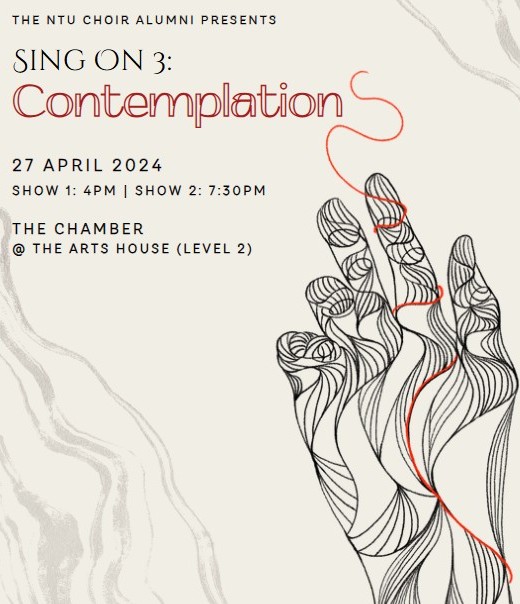 THE NTU CHOIR ALUMNI PRESENTS
SING ON 3:
Contemplation
27 APRIL 2024
SHOW 1: 4PM | SHOW 2: 7:30PM
THE CHAMBER
@ THE ARTS HOUSE (LEVEL 2)